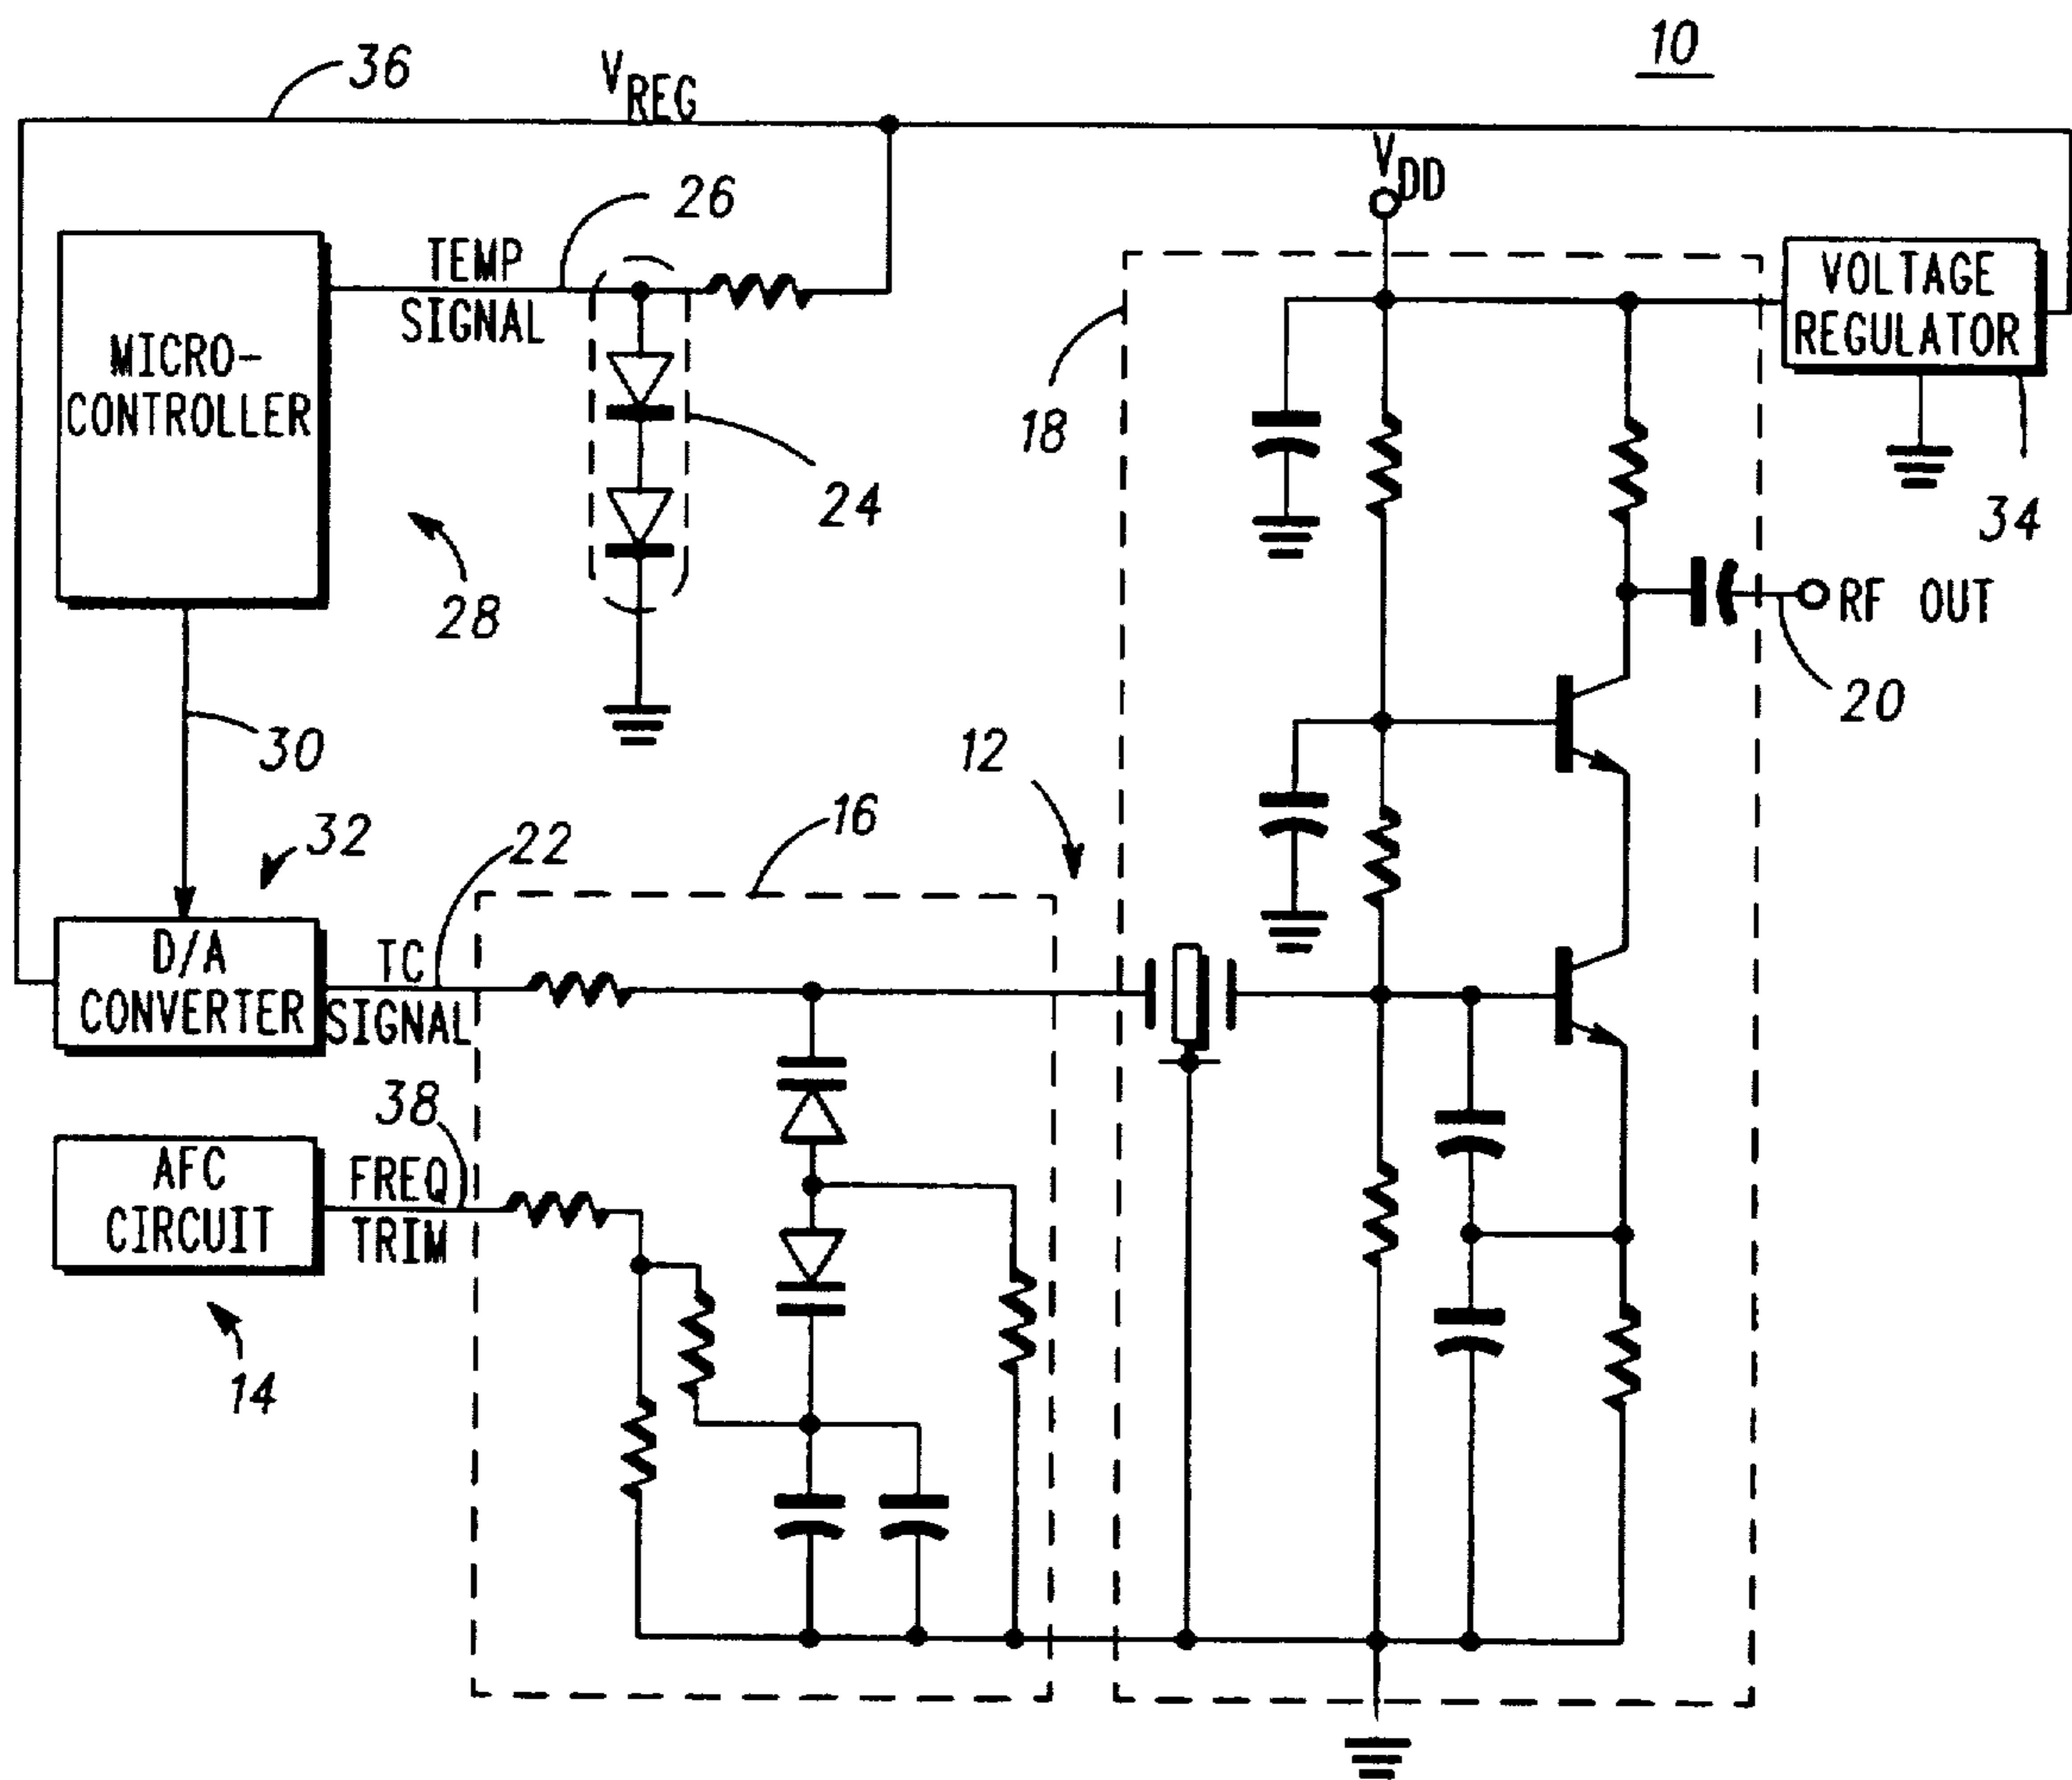 10
36
VREG
VDD
26
TEMP
SIGNAL
MICRO-
CONTROLLER
VOLTAGE
REGULATOR
18
24
34
28
RF OUT
20
30
12
16
32
22
D/A
CONVERTER
TC
SIGNAL
38
AFC
CIRCUIT
FREQ
TRIM
14